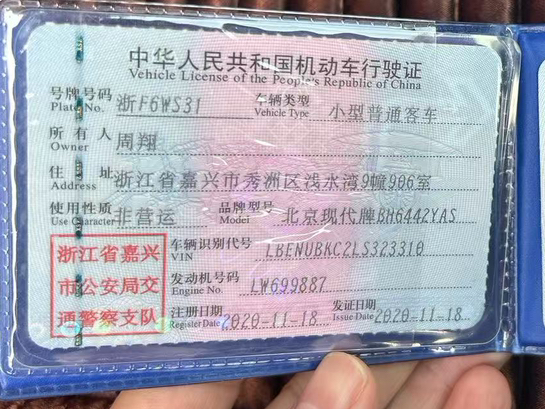 中华人民共和国机动车行驶证
Vehicle License of the People's Republic of China
号牌号码 Plate No. 浙F6WS31 车辆类型 Vehicle Type 小型普通客车
所有人 Owner 周翔
住址 Address 浙江省嘉兴市秀洲区浅水湾9幢906室
使用性质 Use Character 非营运 品牌型号 Model 北京现代牌BH6442YAS
浙江省嘉兴市公安局交通警察支队
车辆识别代号 VIN LBENUBKC2LS323310
发动机号码 Engine No. LW699887
注册日期 Register Date 2020-11-18 发证日期 Issue Date 2020-11-18